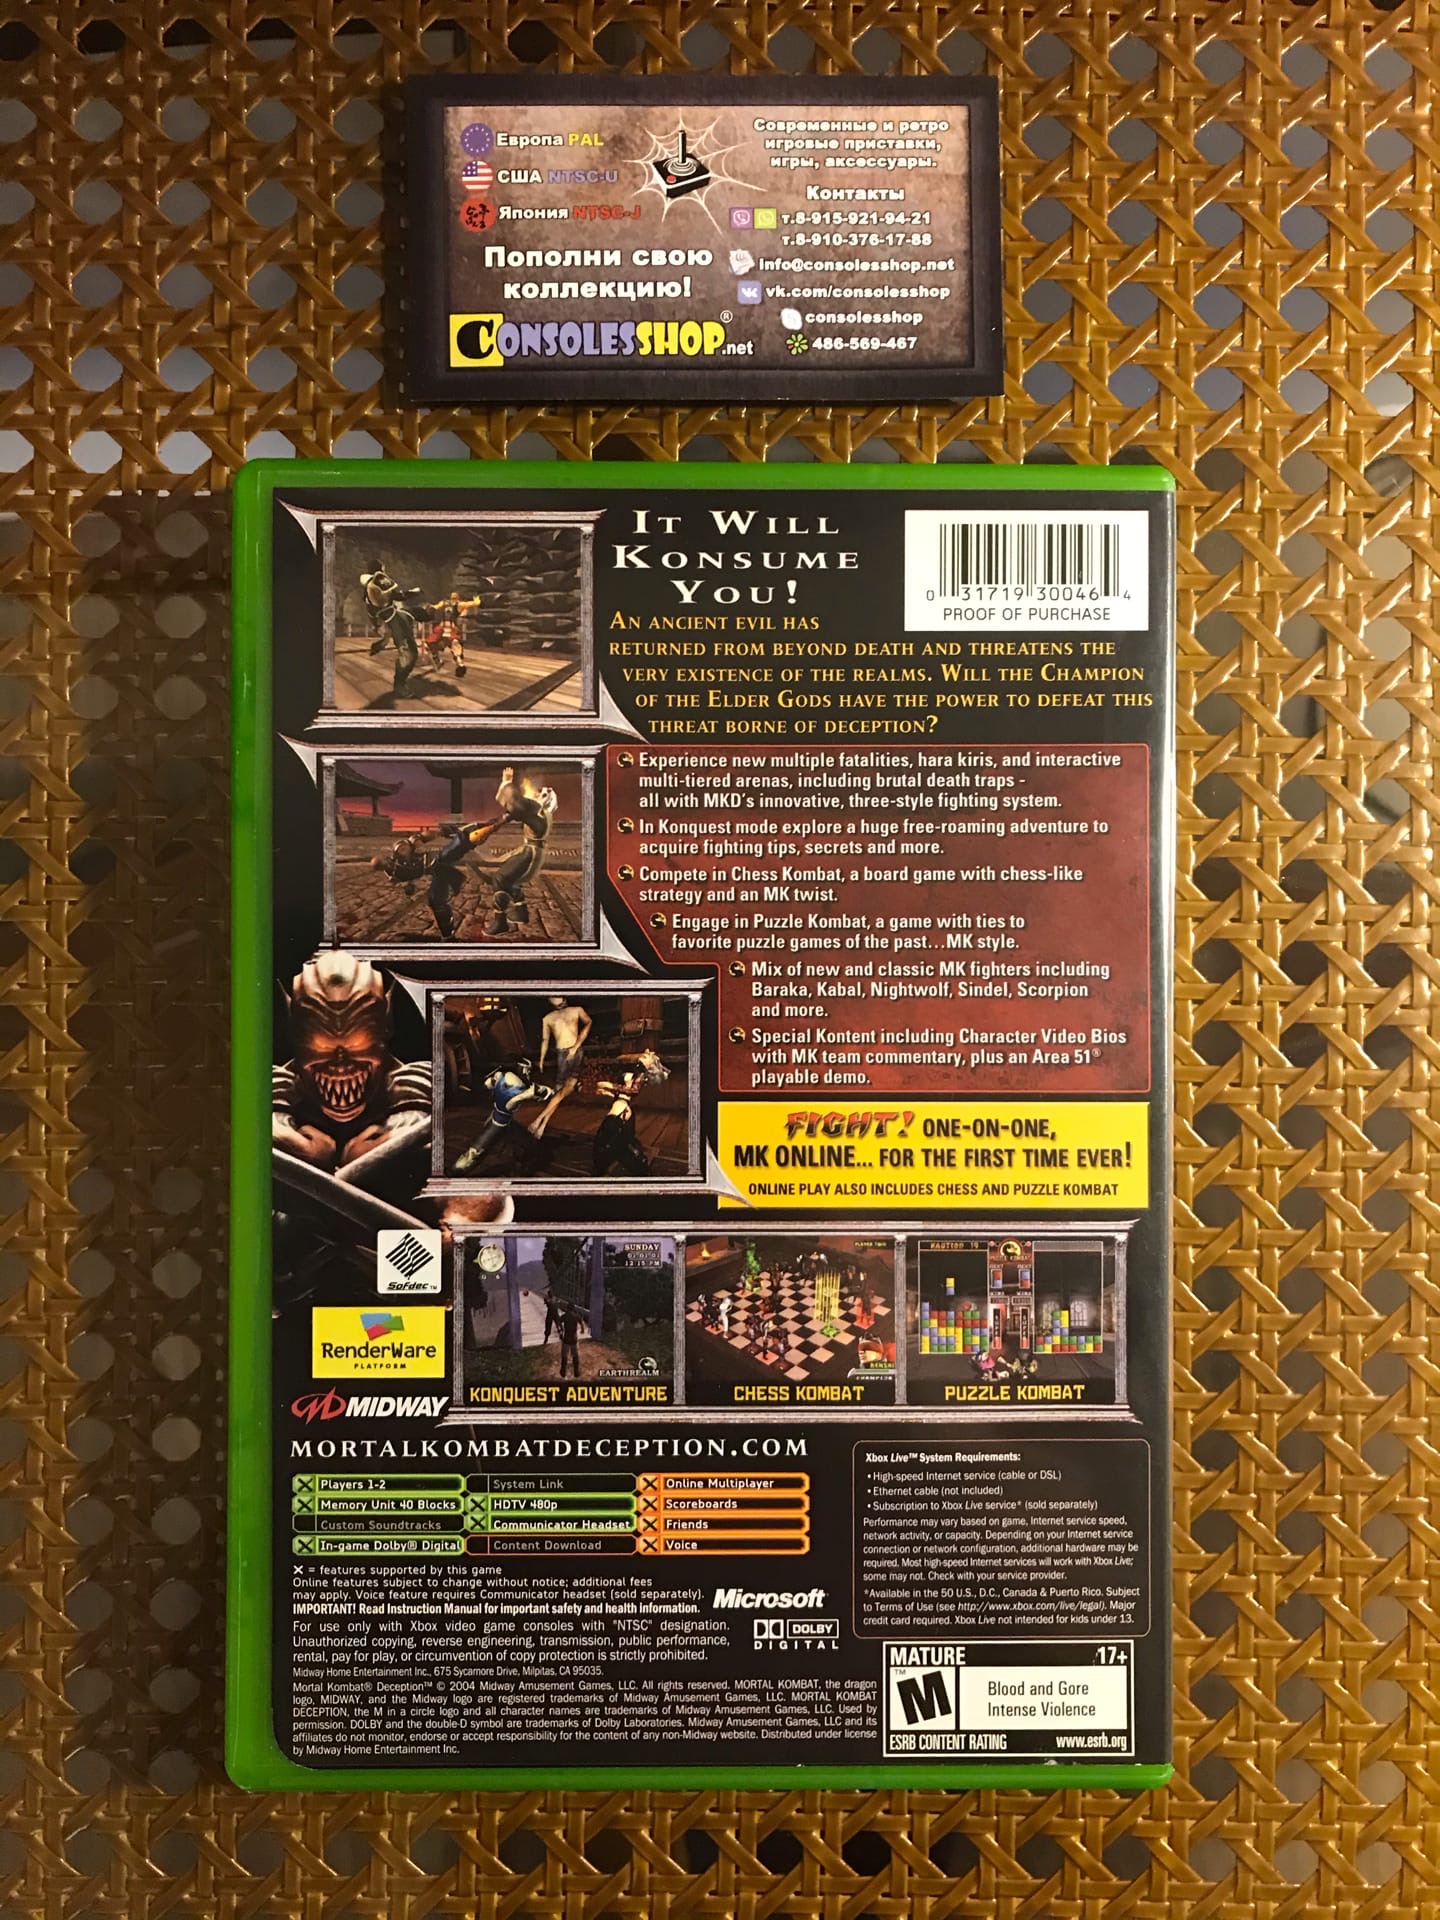 Европа PAL
США NTSC-U
Япония NTSC-J
Пополни свою
коллекцию!
CONSOLESSHOP.net
®
Современные и ретро
игровые приставки,
игры, аксессуары.
Контакты
т.8-915-921-94-21
т.8-910-376-17-88
info@consolesshop.net
vk.com/consolesshop
consolesshop
486-569-467
IT WILL
KONSUME
YOU!
0 31719 30046 4
PROOF OF PURCHASE
AN ANCIENT EVIL HAS
RETURNED FROM BEYOND DEATH AND THREATENS THE
VERY EXISTENCE OF THE REALMS. WILL THE CHAMPION
OF THE ELDER GODS HAVE THE POWER TO DEFEAT THIS
THREAT BORNE OF DECEPTION?
Experience new multiple fatalities, hara kiris, and interactive
multi-tiered arenas, including brutal death traps -
all with MKD's innovative, three-style fighting system.
In Konquest mode explore a huge free-roaming adventure to
acquire fighting tips, secrets and more.
Compete in Chess Kombat, a board game with chess-like
strategy and an MK twist.
Engage in Puzzle Kombat, a game with ties to
favorite puzzle games of the past...MK style.
Mix of new and classic MK fighters including
Baraka, Kabal, Nightwolf, Sindel, Scorpion
and more.
Special Kontent including Character Video Bios
with MK team commentary, plus an Area 51®
playable demo.
FIGHT! ONE-ON-ONE,
MK ONLINE... FOR THE FIRST TIME EVER!
ONLINE PLAY ALSO INCLUDES CHESS AND PUZZLE KOMBAT
Sofdec™
RenderWare
PLATFORM
MIDWAY
SUNDAY
12:15 PM
EARTHREALM
KONQUEST ADVENTURE
PLAYER TWO
KENSHI
CHAMPION
CHESS KOMBAT
PUZZLE KOMBAT
PUZZLE KOMBAT
MORTALKOMBATDECEPTION.COM
Players 1-2
Memory Unit 40 Blocks
Custom Soundtracks
In-game Dolby® Digital
System Link
HDTV 480p
Communicator Headset
Content Download
Online Multiplayer
Scoreboards
Friends
Voice
X = features supported by this game
Online features subject to change without notice; additional fees
may apply. Voice feature requires Communicator headset (sold separately).
IMPORTANT! Read Instruction Manual for important safety and health information.
For use only with Xbox video game consoles with "NTSC" designation.
Unauthorized copying, reverse engineering, transmission, public performance,
rental, pay for play, or circumvention of copy protection is strictly prohibited.
Midway Home Entertainment Inc., 675 Sycamore Drive, Milpitas, CA 95035.
Mortal Kombat® Deception™ © 2004 Midway Amusement Games, LLC. All rights reserved. MORTAL KOMBAT, the dragon
logo, MIDWAY, and the Midway logo are registered trademarks of Midway Amusement Games, LLC. MORTAL KOMBAT
DECEPTION, the M in a circle logo and all character names are trademarks of Midway Amusement Games, LLC. Used by
permission. DOLBY and the double-D symbol are trademarks of Dolby Laboratories. Midway Amusement Games, LLC and its
affiliates do not monitor, endorse or accept responsibility for the content of any non-Midway website. Distributed under license
by Midway Home Entertainment Inc.
Microsoft
DOLBY
DIGITAL
Xbox Live™ System Requirements:
• High-speed Internet service (cable or DSL)
• Ethernet cable (not included)
• Subscription to Xbox Live service* (sold separately)
Performance may vary based on game, Internet service speed,
network activity, or capacity. Depending on your Internet service
connection or network configuration, additional hardware may be
required. Most high-speed Internet services will work with Xbox Live;
some may not. Check with your service provider.
*Available in the 50 U.S., D.C., Canada & Puerto Rico. Subject
to Terms of Use (see http://www.xbox.com/live/legal). Major
credit card required. Xbox Live not intended for kids under 13.
MATURE 17+
M
™
Blood and Gore
Intense Violence
ESRB CONTENT RATING www.esrb.org